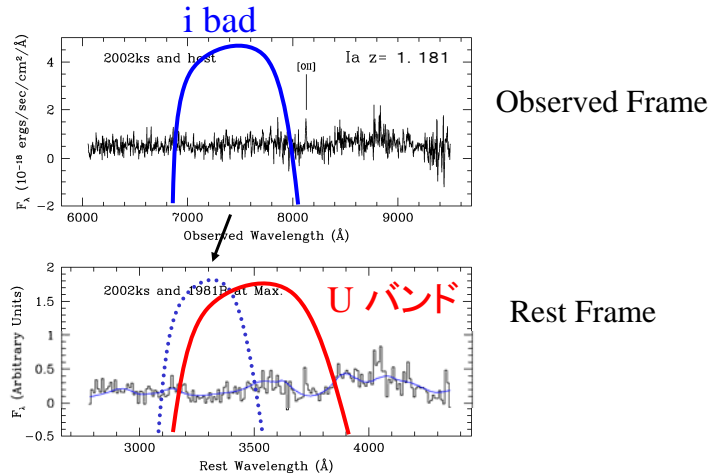 i bad
2002ks and host
Ia z= 1.181
[OII]
F_λ (10⁻¹⁸ ergs/sec/cm²/Å)
4
2
0
-2
6000 7000 8000 9000
Observed Wavelength (Å)
Observed Frame
2002ks and 1981B at Max.
U バンド
F_λ (Arbitrary Units)
2
1.5
1
0.5
0
-0.5
3000 3500 4000
Rest Wavelength (Å)
Rest Frame